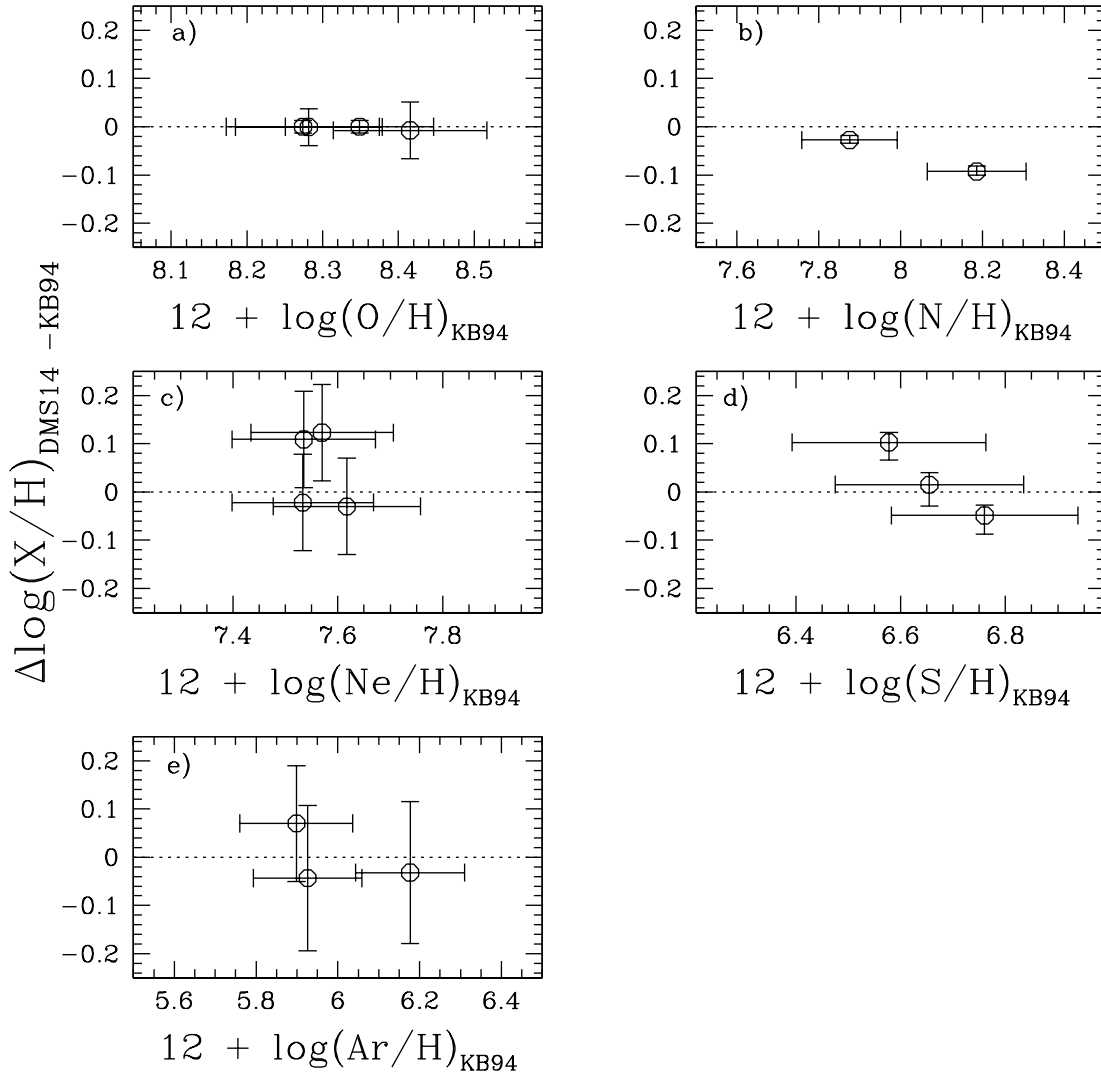 Δlog(X/H)DMS14 −KB94
a)
0.2
0.1
0
−0.1
−0.2
8.1 8.2 8.3 8.4 8.5
12 + log(O/H)KB94
b)
0.2
0.1
0
−0.1
−0.2
7.6 7.8 8 8.2 8.4
12 + log(N/H)KB94
c)
0.2
0.1
0
−0.1
−0.2
7.4 7.6 7.8
12 + log(Ne/H)KB94
d)
0.2
0.1
0
−0.1
−0.2
6.4 6.6 6.8
12 + log(S/H)KB94
e)
0.2
0.1
0
−0.1
−0.2
5.6 5.8 6 6.2 6.4
12 + log(Ar/H)KB94